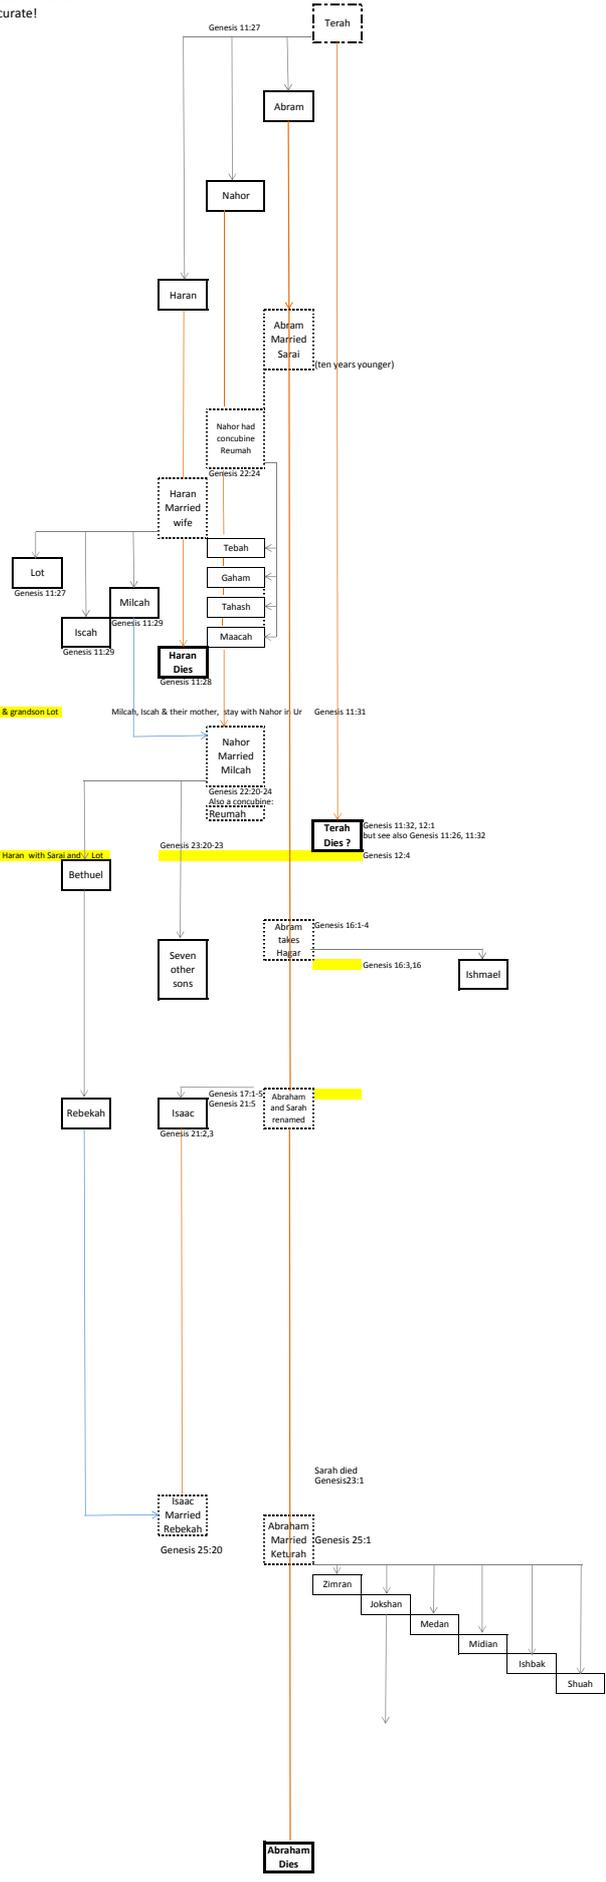 curate!
Terah
Genesis 11:27
Abram
Nahor
Haran
Abram
Married
Sarai
(ten years younger)
Nahor had
concubine
Reumah
Genesis 22:24
Haran
Married
wife
Tebah
Lot
Genesis 11:27
Gaham
Milcah
Genesis 11:29
Tahash
Iscah
Genesis 11:29
Maacah
Haran
Dies
Genesis 11:28
& grandson Lot
Milcah, Iscah & their mother,  stay with Nahor in Ur
Genesis 11:31
Nahor
Married
Milcah
Genesis 22:20-24
Also a concubine:
Reumah
Terah
Dies ?
Genesis 11:32, 12:1
but see also Genesis 11:26, 11:32
Genesis 23:20-23
Haran  with Sarai and  Lot
Genesis 12:4
Bethuel
Abram
takes
Hagar
Genesis 16:1-4
Seven
other
sons
Genesis 16:3,16
Ishmael
Genesis 17:1-5
Genesis 21:5
Abraham
and Sarah
renamed
Rebekah
Isaac
Genesis 21:2,3
Sarah died
Genesis23:1
Isaac
Married
Rebekah
Genesis 25:20
Abraham
Married
Keturah
Genesis 25:1
Zimran
Jokshan
Medan
Midian
Ishbak
Shuah
Abraham
Dies